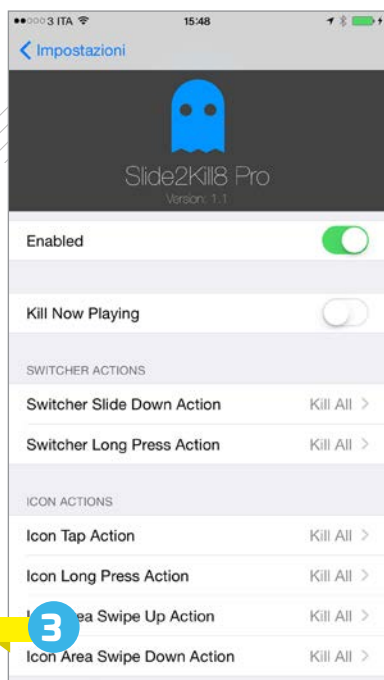 3 ITA 15:48
Impostazioni
Slide2Kill8 Pro
Version: 1.1
Enabled
Kill Now Playing
SWITCHER ACTIONS
Switcher Slide Down Action Kill All
Switcher Long Press Action Kill All
ICON ACTIONS
Icon Tap Action Kill All
Icon Long Press Action Kill All
Swipe Up Action Kill All
3
Icon Area Swipe Down Action Kill All